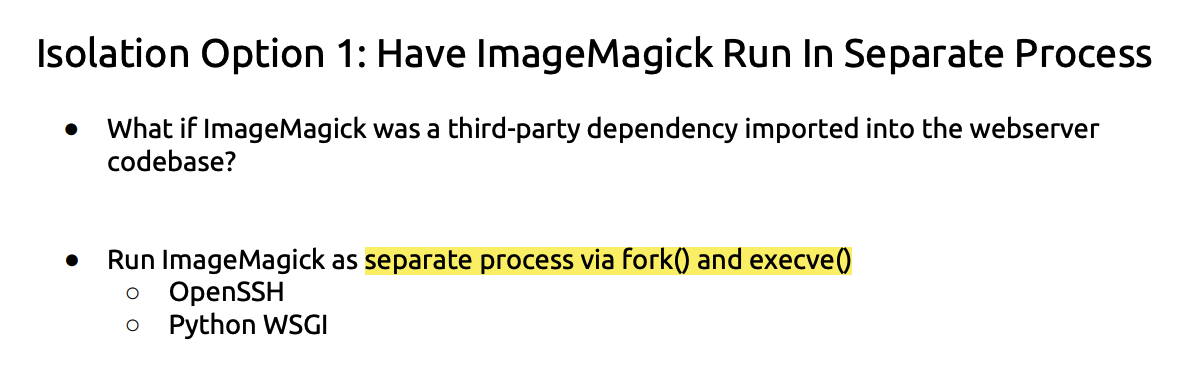 Isolation Option 1: Have ImageMagick Run In Separate Process
● What if ImageMagick was a third-party dependency imported into the webserver
codebase?
● Run ImageMagick as separate process via fork() and execve()
○ OpenSSH
○ Python WSGI